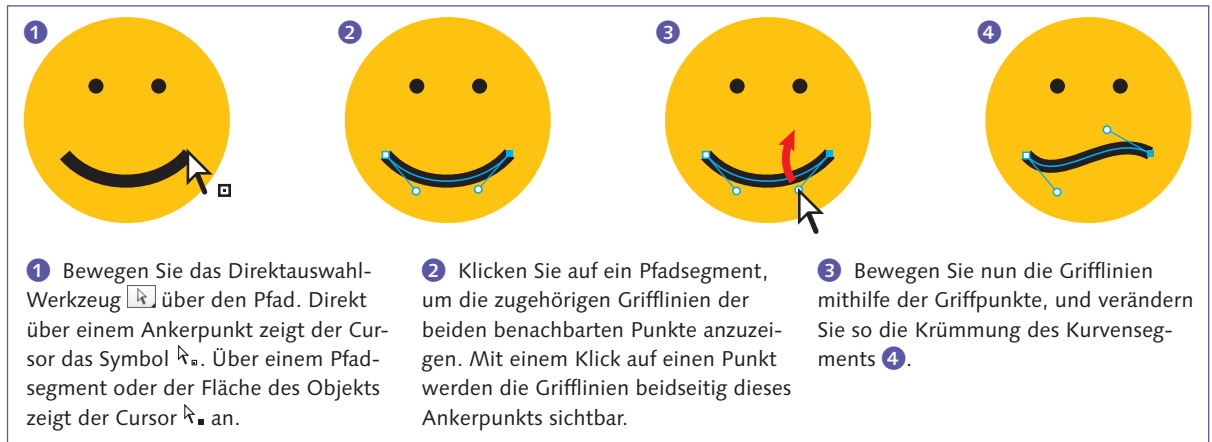 1 2 3 4
1 Bewegen Sie das Direktauswahl-
Werkzeug über den Pfad. Direkt
über einem Ankerpunkt zeigt der Cur-
sor das Symbol . Über einem Pfad-
segment oder der Fläche des Objekts
zeigt der Cursor an.
2 Klicken Sie auf ein Pfadsegment,
um die zugehörigen Grifflinien der
beiden benachbarten Punkte anzuzei-
gen. Mit einem Klick auf einen Punkt
werden die Grifflinien beidseitig dieses
Ankerpunkts sichtbar.
3 Bewegen Sie nun die Grifflinien
mithilfe der Griffpunkte, und verändern
Sie so die Krümmung des Kurvenseg-
ments 4.